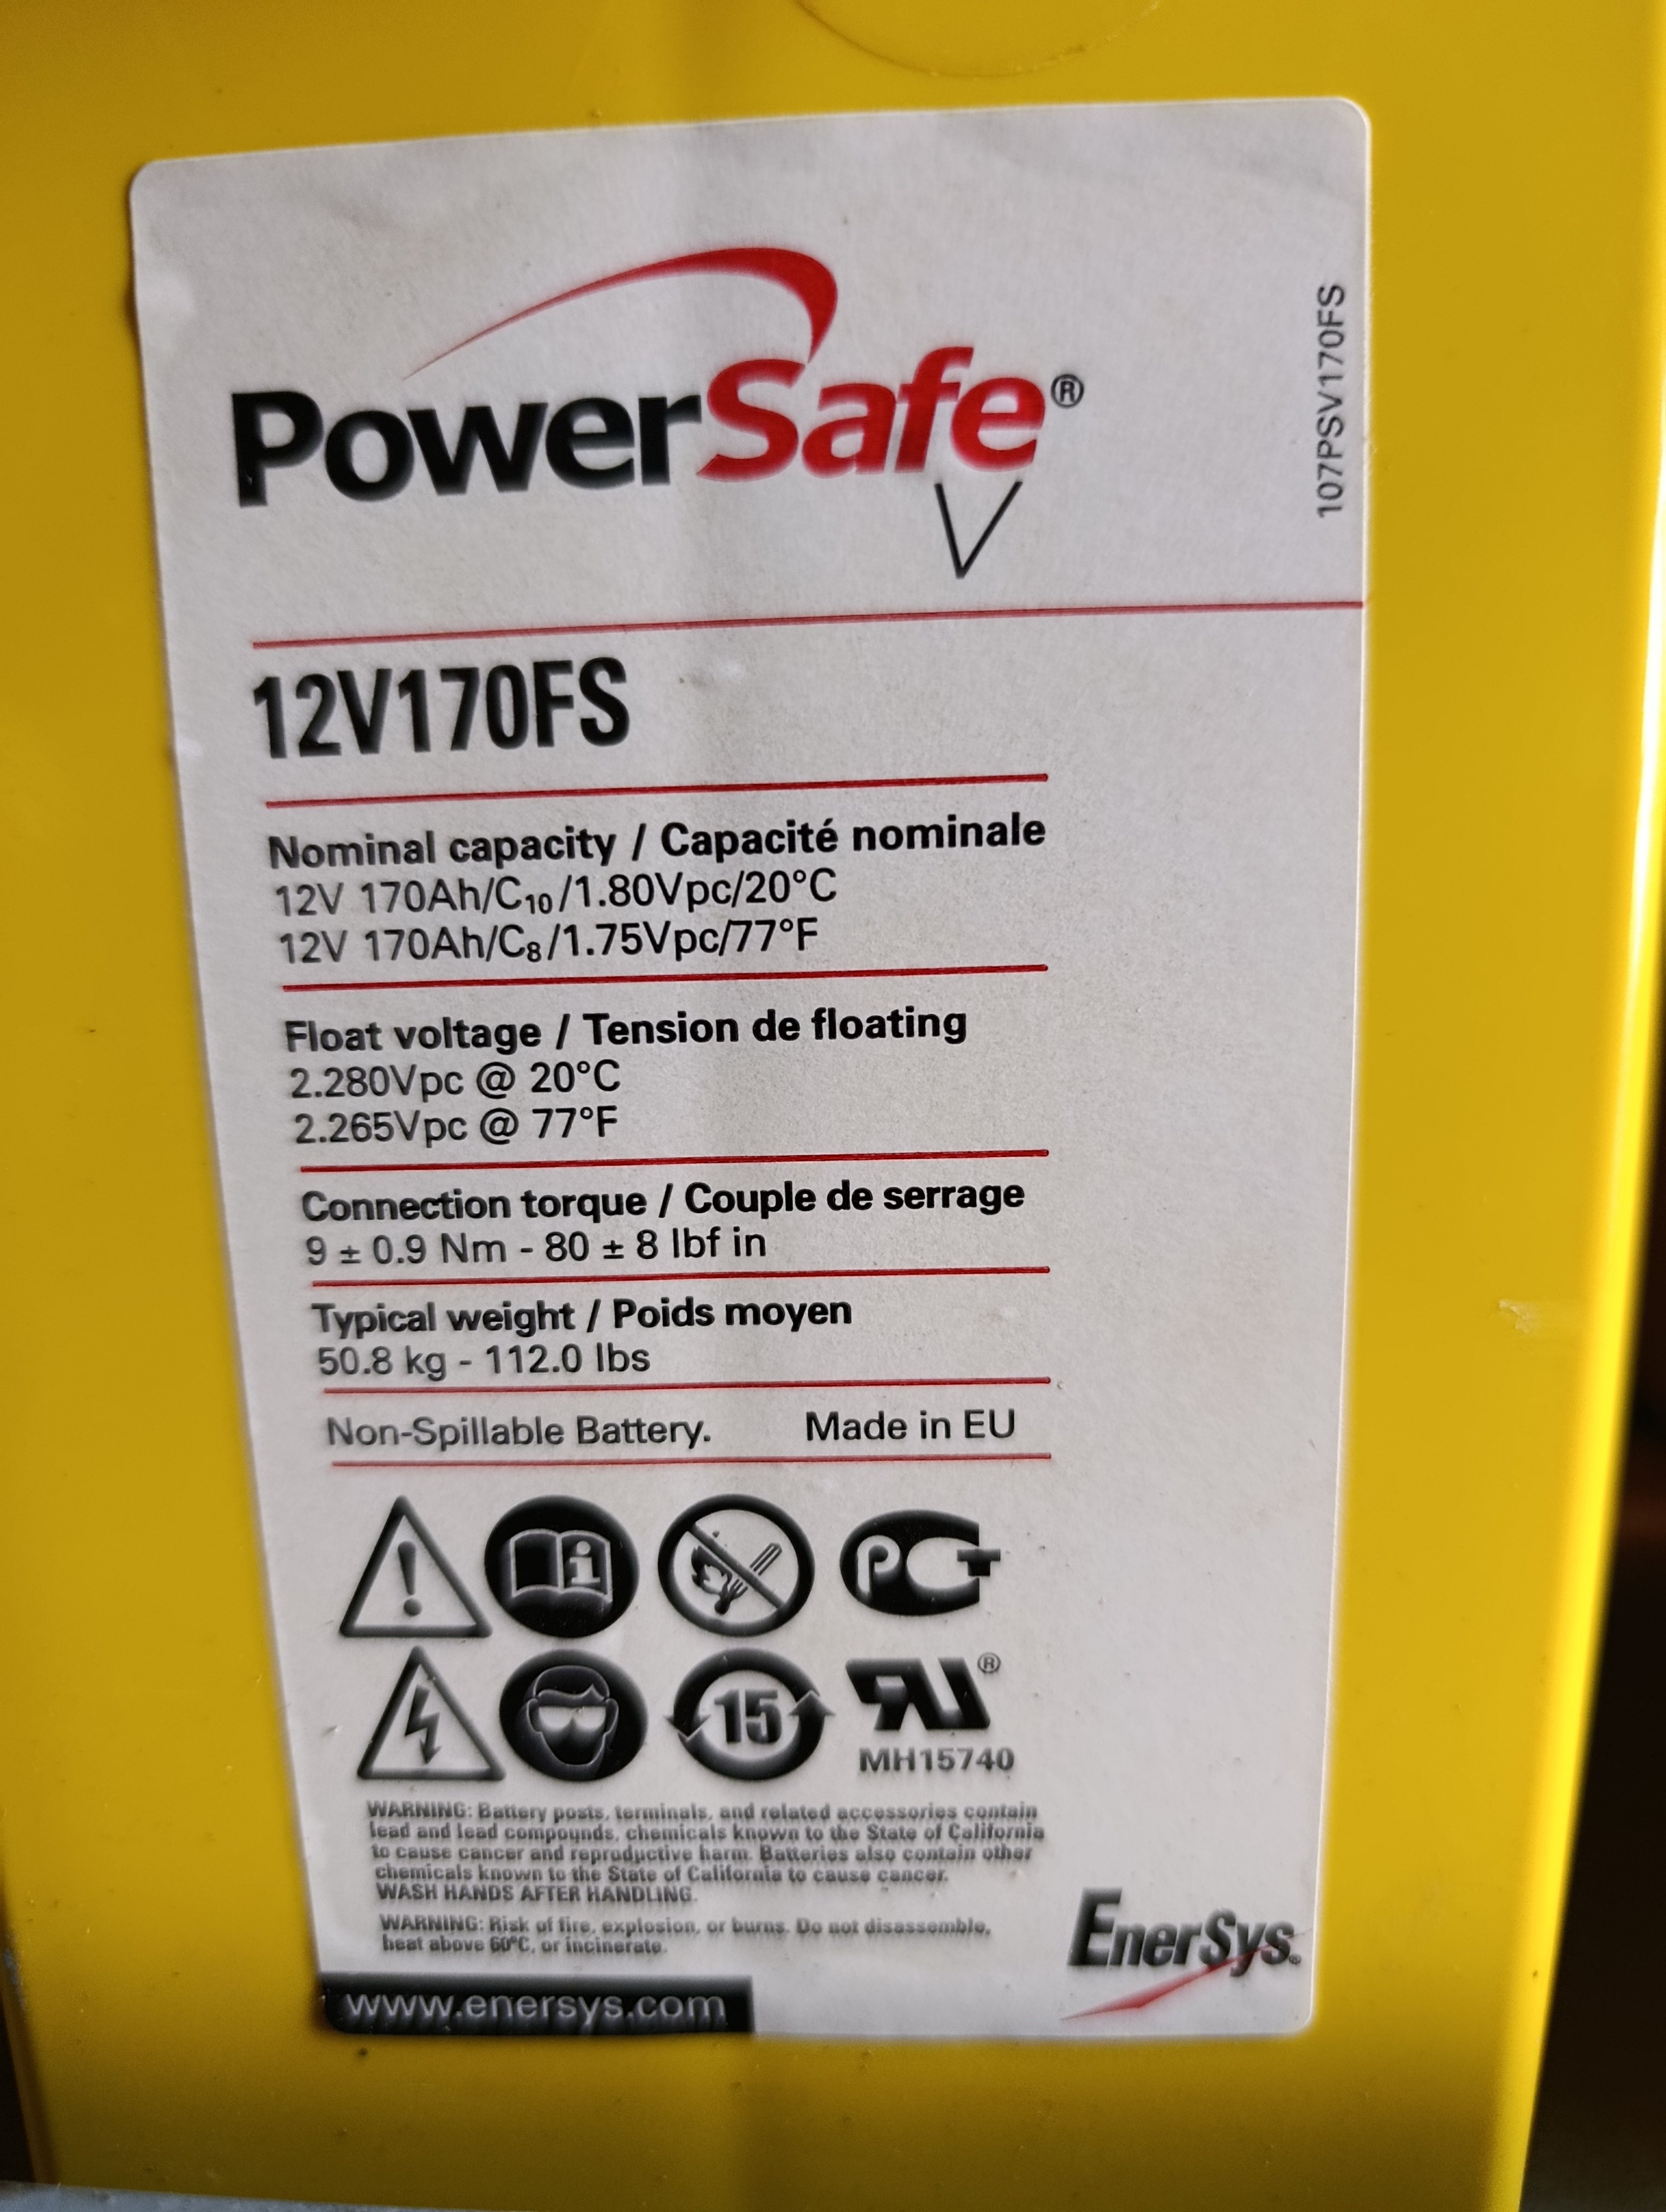 PowerSafe®
V
107PSV170FS
12V170FS
Nominal capacity / Capacité nominale
12V 170Ah/C₁₀/1.80Vpc/20°C
12V 170Ah/C₈/1.75Vpc/77°F
Float voltage / Tension de floating
2.280Vpc @ 20°C
2.265Vpc @ 77°F
Connection torque / Couple de serrage
9 ± 0.9 Nm - 80 ± 8 lbf in
Typical weight / Poids moyen
50.8 kg - 112.0 lbs
Non-Spillable Battery. Made in EU
15
®
MH15740
WARNING: Battery posts, terminals, and related accessories contain
lead and lead compounds, chemicals known to the State of California
to cause cancer and reproductive harm. Batteries also contain other
chemicals known to the State of California to cause cancer.
WASH HANDS AFTER HANDLING.
WARNING: Risk of fire, explosion, or burns. Do not disassemble,
heat above 60°C, or incinerate.
EnerSys.
www.enersys.com